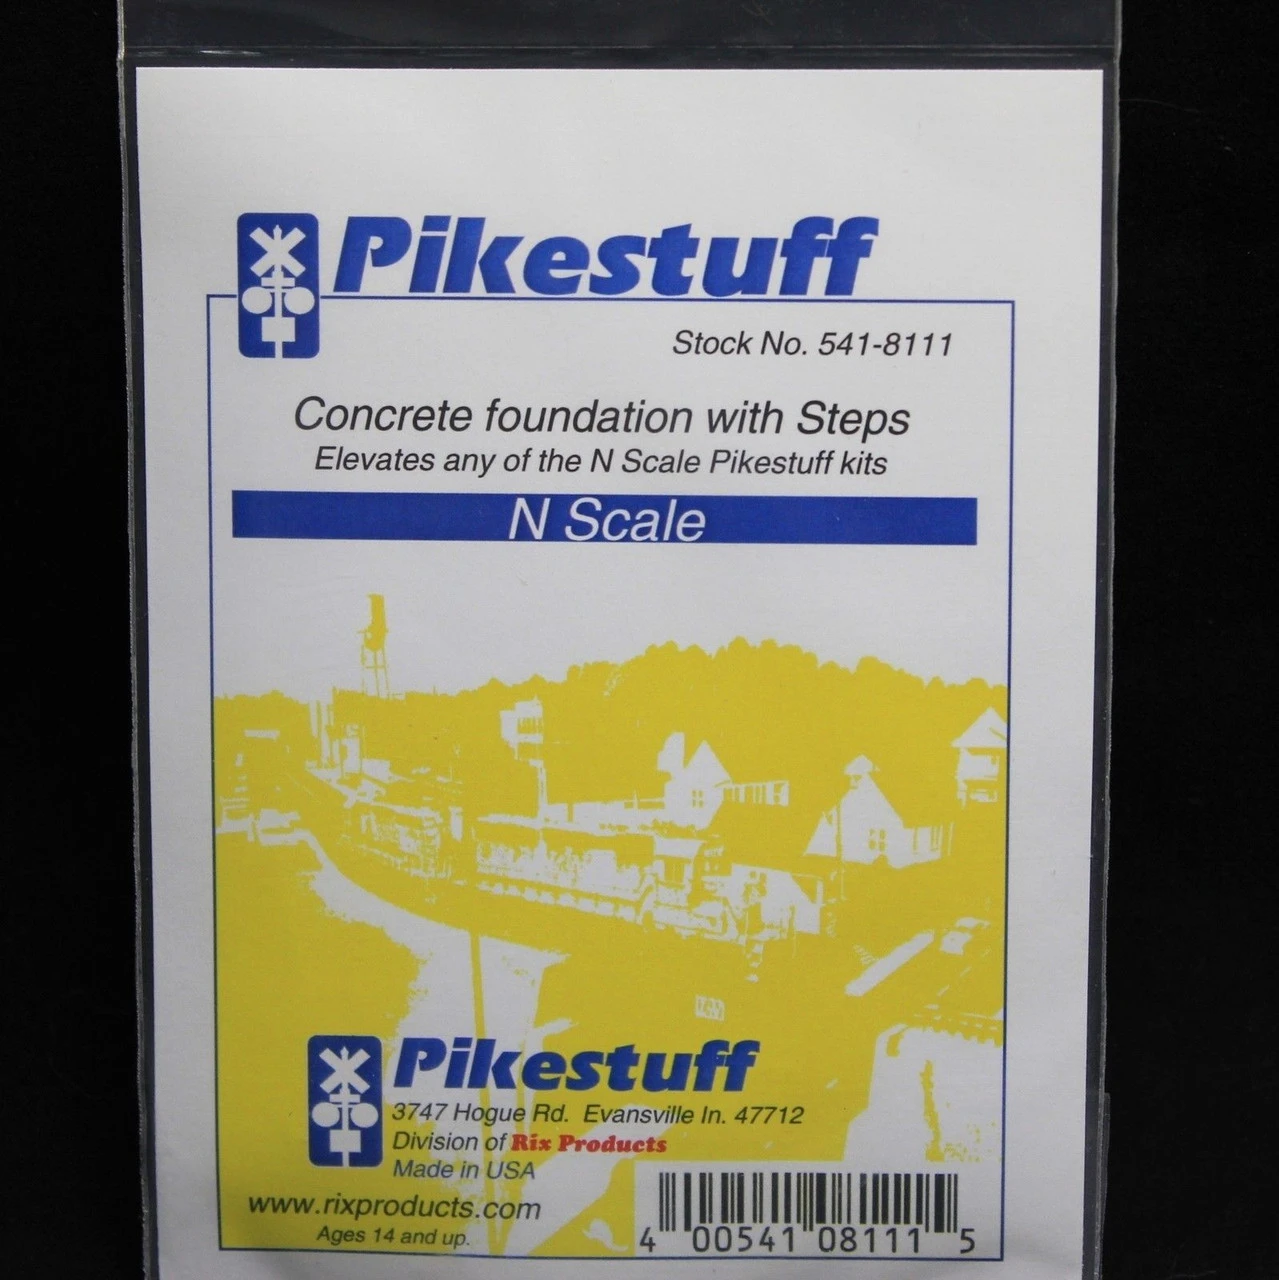 Pikestuff
Stock No. 541-8111
Concrete foundation with Steps
Elevates any of the N Scale Pikestuff kits
N Scale
Pikestuff
3747 Hogue Rd. Evansville In. 47712
Division of Rix Products
Made in USA
www.rixproducts.com
Ages 14 and up.
4 00541 08111 5